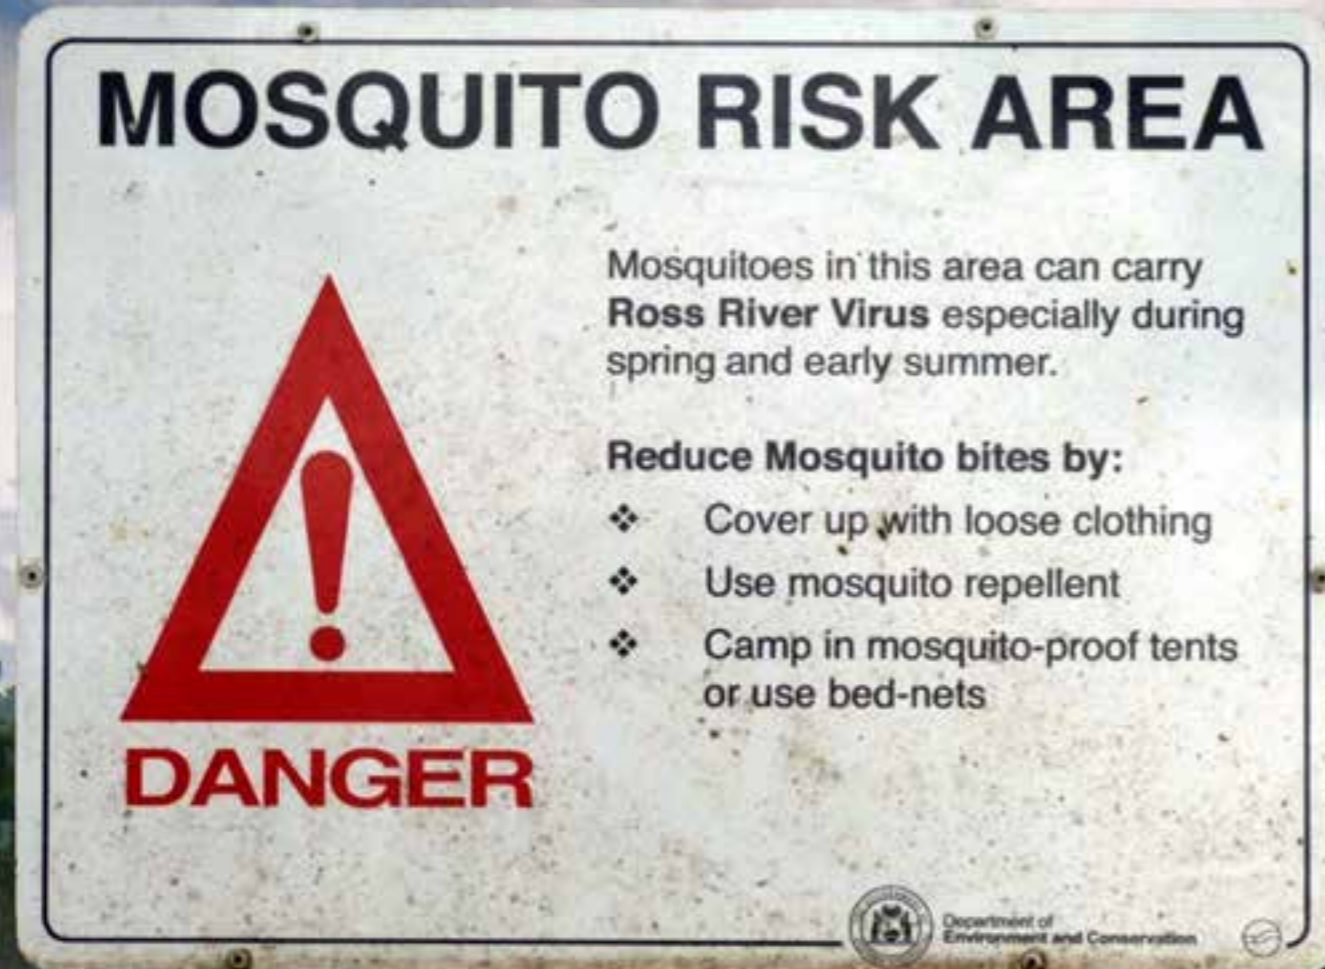 MOSQUITO RISK AREA
Mosquitoes in this area can carry
Ross River Virus especially during
spring and early summer.
Reduce Mosquito bites by:
❖ Cover up with loose clothing
❖ Use mosquito repellent
❖ Camp in mosquito-proof tents
or use bed-nets
DANGER
Department of
Environment and Conservation